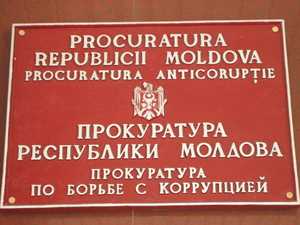 PROCURATURA
REPUBLICII MOLDOVA
PROCURATURA ANTICORUPȚIE
ПРОКУРАТУРА
РЕСПУБЛИКИ МОЛДОВА
ПРОКУРАТУРА
ПО БОРЬБЕ С КОРРУПЦИЕЙ